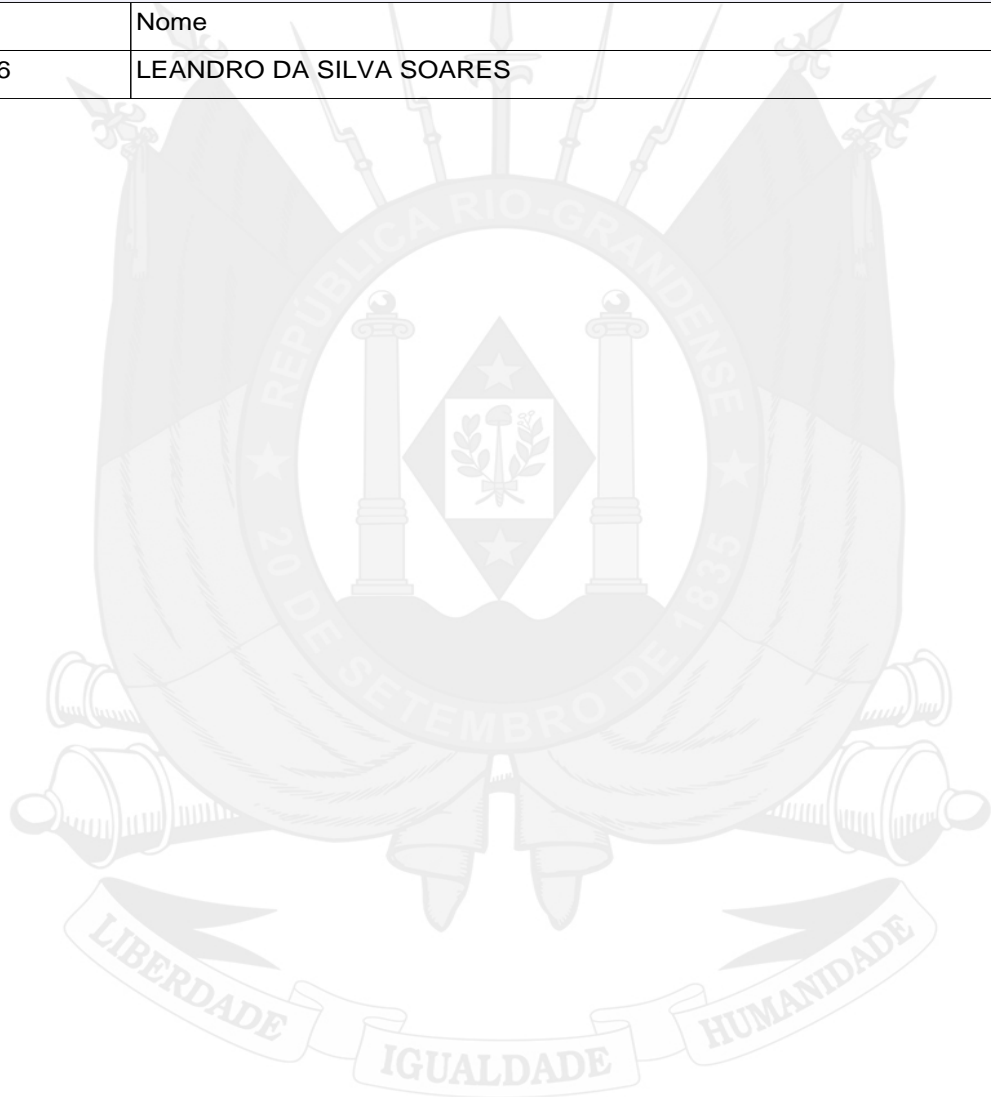 Nome
6 LEANDRO DA SILVA SOARES
REPÚBLICA RIO-GRANDENSE
20 DE SETEMBRO DE 1835
LIBERDADE
IGUALDADE
HUMANIDADE